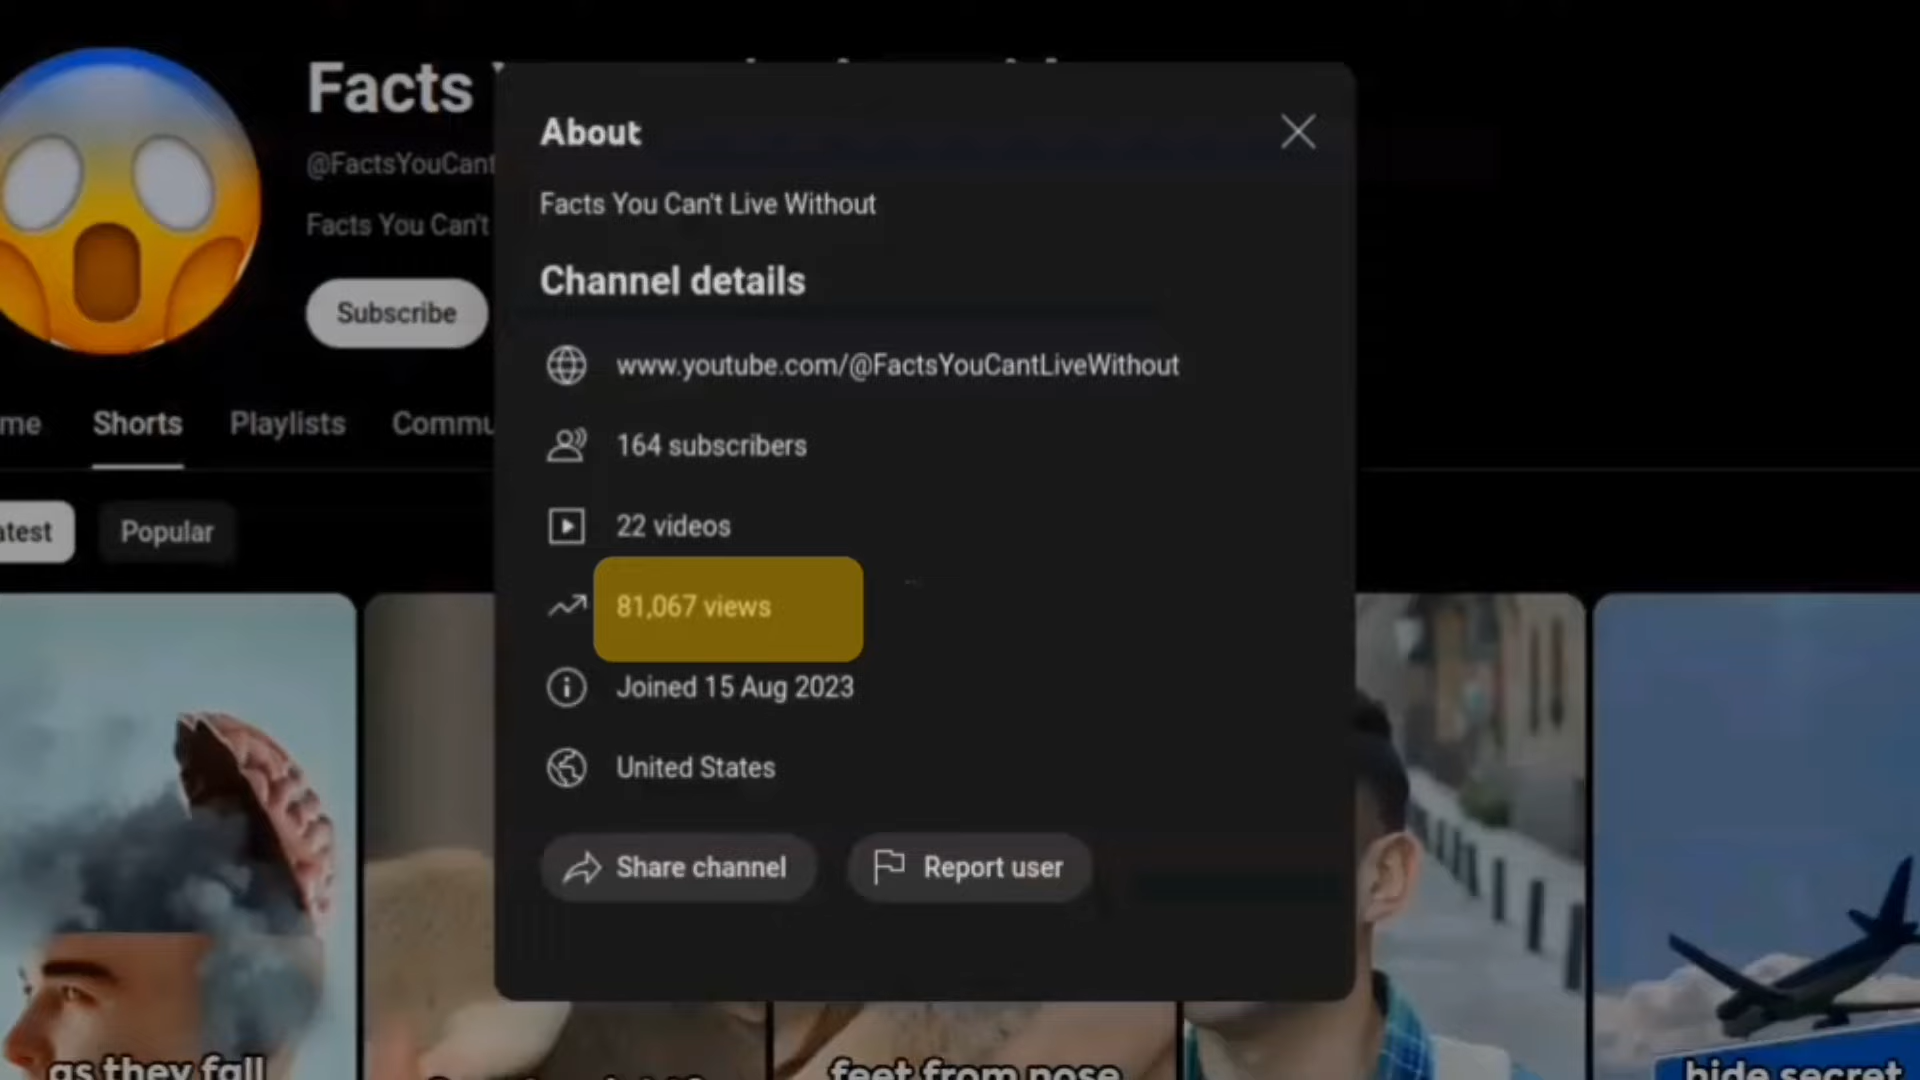 Facts
@FactsYouCant
Facts You Can't
Subscribe
Shorts
Playlists
About
Facts You Can't Live Without
Channel details
www.youtube.com/@FactsYouCantLiveWithout
164 subscribers
22 videos
81,067 views
Joined 15 Aug 2023
United States
Share channel
Report user
me
Commu
atest
Popular
as they fall
feet from nose
hide secret